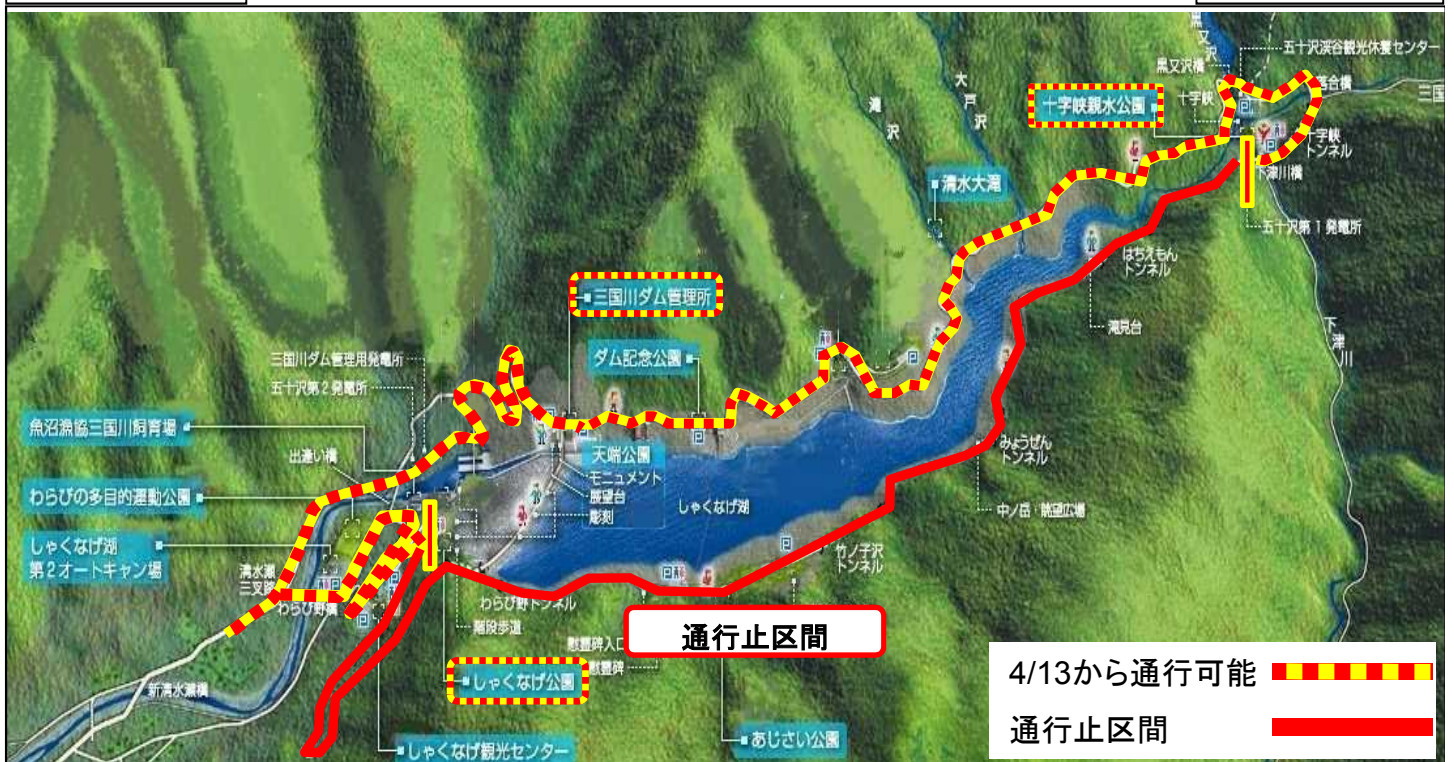 黒又沢
五十沢渓谷観光休養センター
黒又沢橋
落合橋
十字峡
三国
十字峡親水公園
十字峡
トンネル
下津川橋
五十沢第1発電所
大戸沢
滝沢
清水大滝
はちえもん
トンネル
滝見台
下津川
三国川ダム管理所
三国川ダム管理用発電所
五十沢第2発電所
ダム記念公園
魚沼漁協三国川飼育場
出逢い橋
天端公園
モニュメント
展望台
彫刻
しゃくなげ湖
みょうぜん
トンネル
中ノ岳・眺望広場
わらびの多目的運動公園
しゃくなげ湖
第2オートキャン場
清水瀬
三叉路
わらび野橋
竹ノ子沢
トンネル
わらび野トンネル
階段歩道
慰霊碑入口
慰霊碑
通行止区間
しゃくなげ公園
新清水瀬橋
しゃくなげ観光センター
あじさい公園
4/13から通行可能
通行止区間